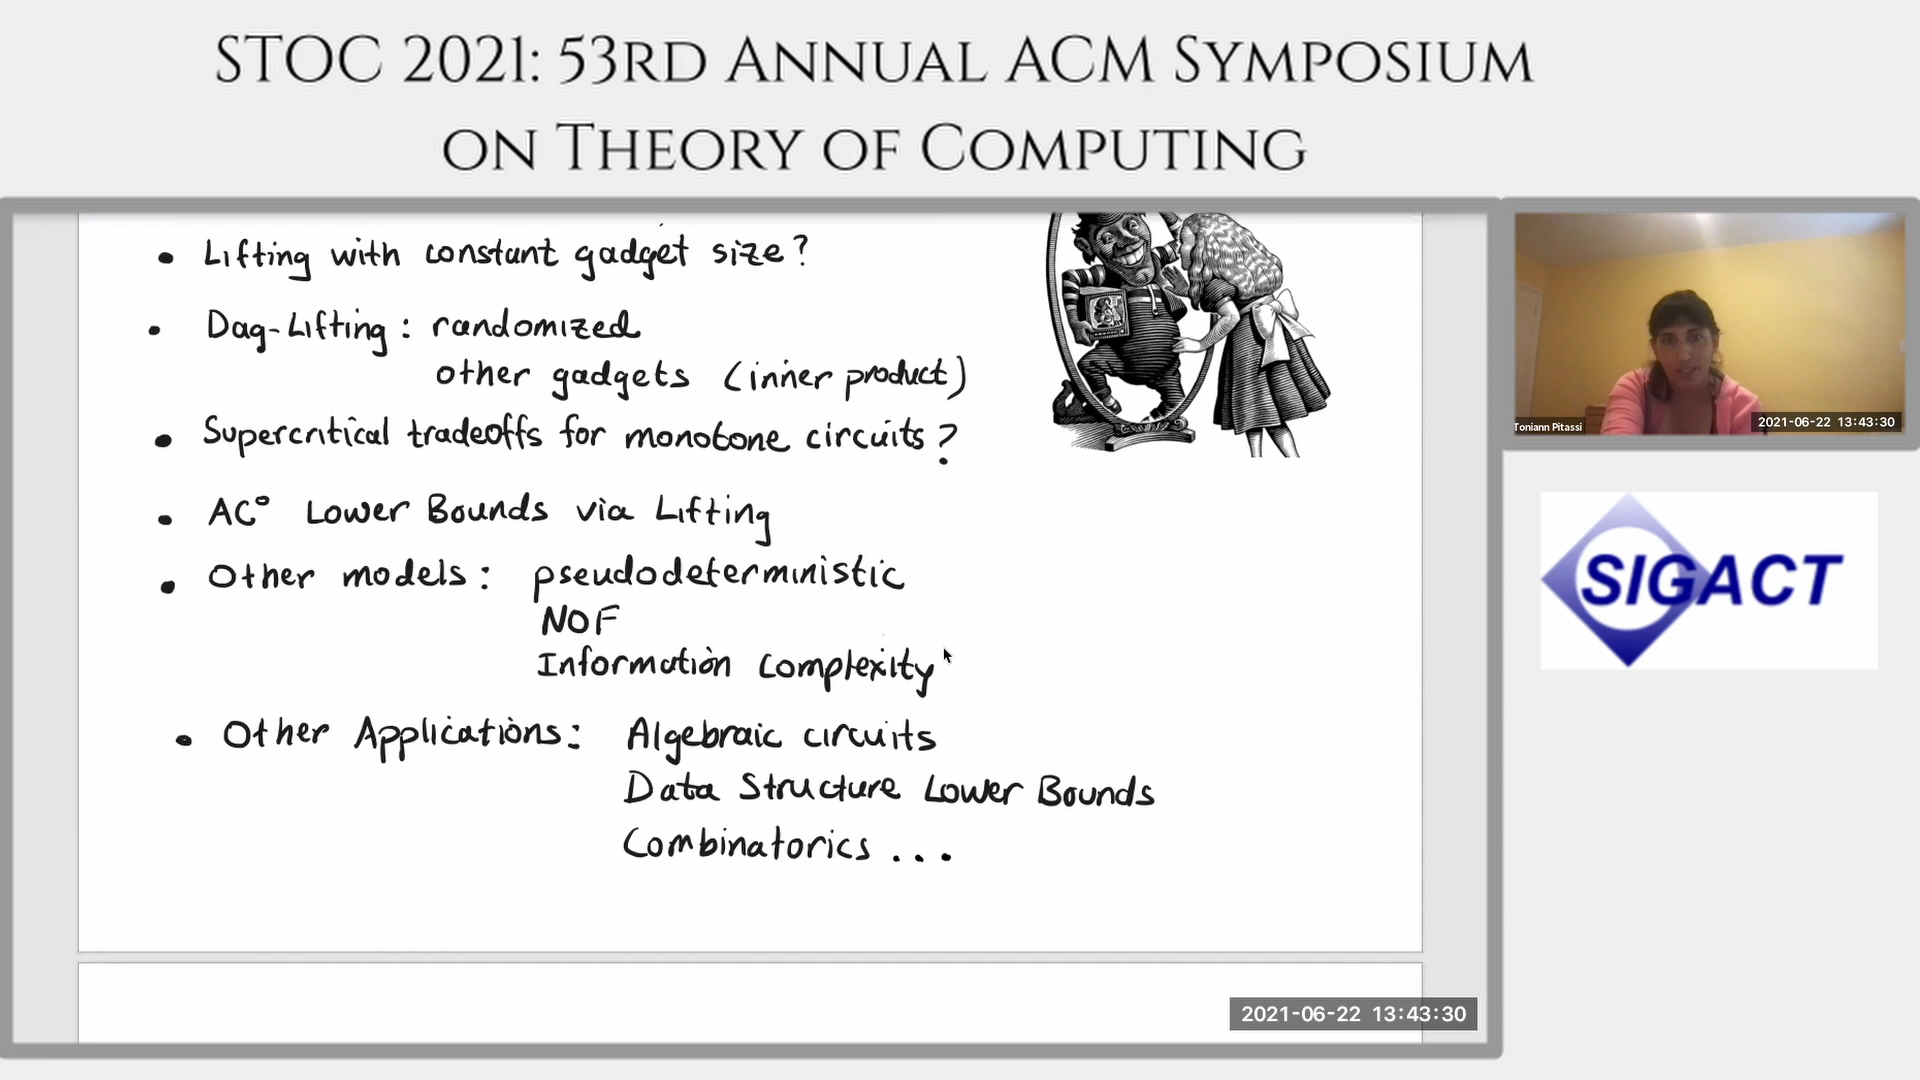 STOC 2021: 53RD ANNUAL ACM SYMPOSIUM
ON THEORY OF COMPUTING
• Lifting with constant gadget size?
• Dag-Lifting: randomized
other gadgets (inner product)
• Supercritical tradeoffs for monotone circuits?
• AC⁰ Lower Bounds via Lifting
• Other models: pseudodeterministic
NOF
Information Complexity
• Other Applications: Algebraic circuits
Data Structure Lower Bounds
Combinatorics ...
2021-06-22 13:43:30
Toniann Pitassi
2021-06-22 13:43:30
SIGACT